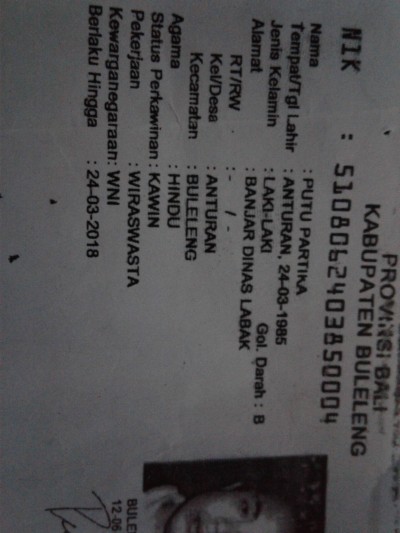 PROVINSI BALI
KABUPATEN BULELENG
NIK : 5108062403850004
Nama : PUTU PARTIKA
Tempat/Tgl Lahir : ANTURAN, 24-03-1985
Jenis Kelamin : LAKI-LAKI Gol. Darah : B
Alamat : BANJAR DINAS LABAK
RT/RW : - / -
Kel/Desa : ANTURAN
Kecamatan : BULELENG
Agama : HINDU
Status Perkawinan : KAWIN
Pekerjaan : WIRASWASTA
Kewarganegaraan : WNI
Berlaku Hingga : 24-03-2018
BULE
12-06